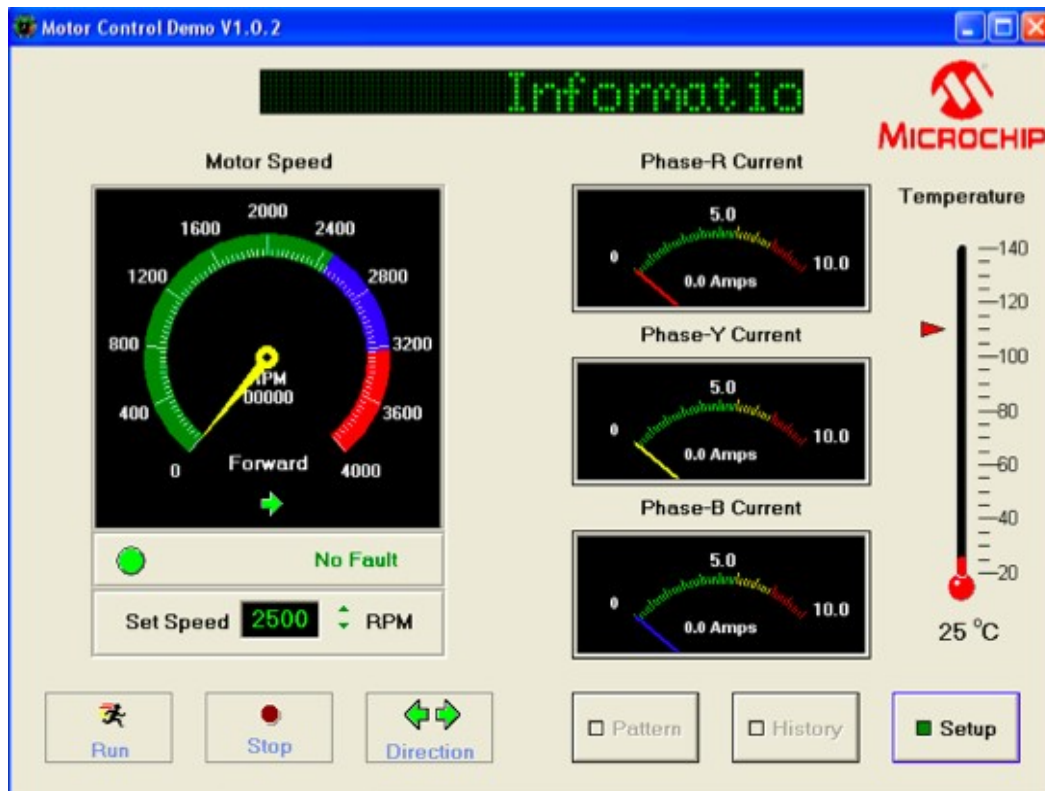 Motor Control Demo V1.0.2
Informatio
MICROCHIP
Motor Speed
0
400
800
1200
1600
2000
2400
2800
3200
3600
4000
RPM
00000
Forward
No Fault
Set Speed 2500 RPM
Phase-R Current
0
5.0
10.0
0.0 Amps
Phase-Y Current
0
5.0
10.0
0.0 Amps
Phase-B Current
0
5.0
10.0
0.0 Amps
Temperature
140
120
100
80
60
40
20
25 °C
Run
Stop
Direction
Pattern
History
Setup